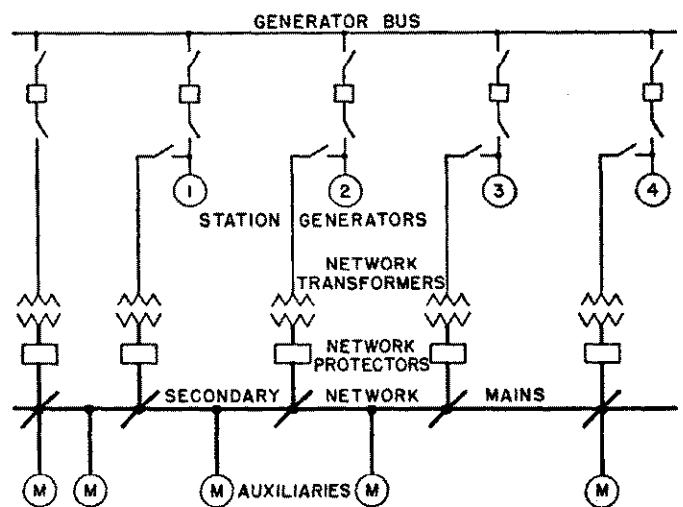 GENERATOR BUS
1 2 3 4
STATION GENERATORS
NETWORK
TRANSFORMERS
NETWORK
PROTECTORS
SECONDARY NETWORK MAINS
M M M AUXILIARIES M M